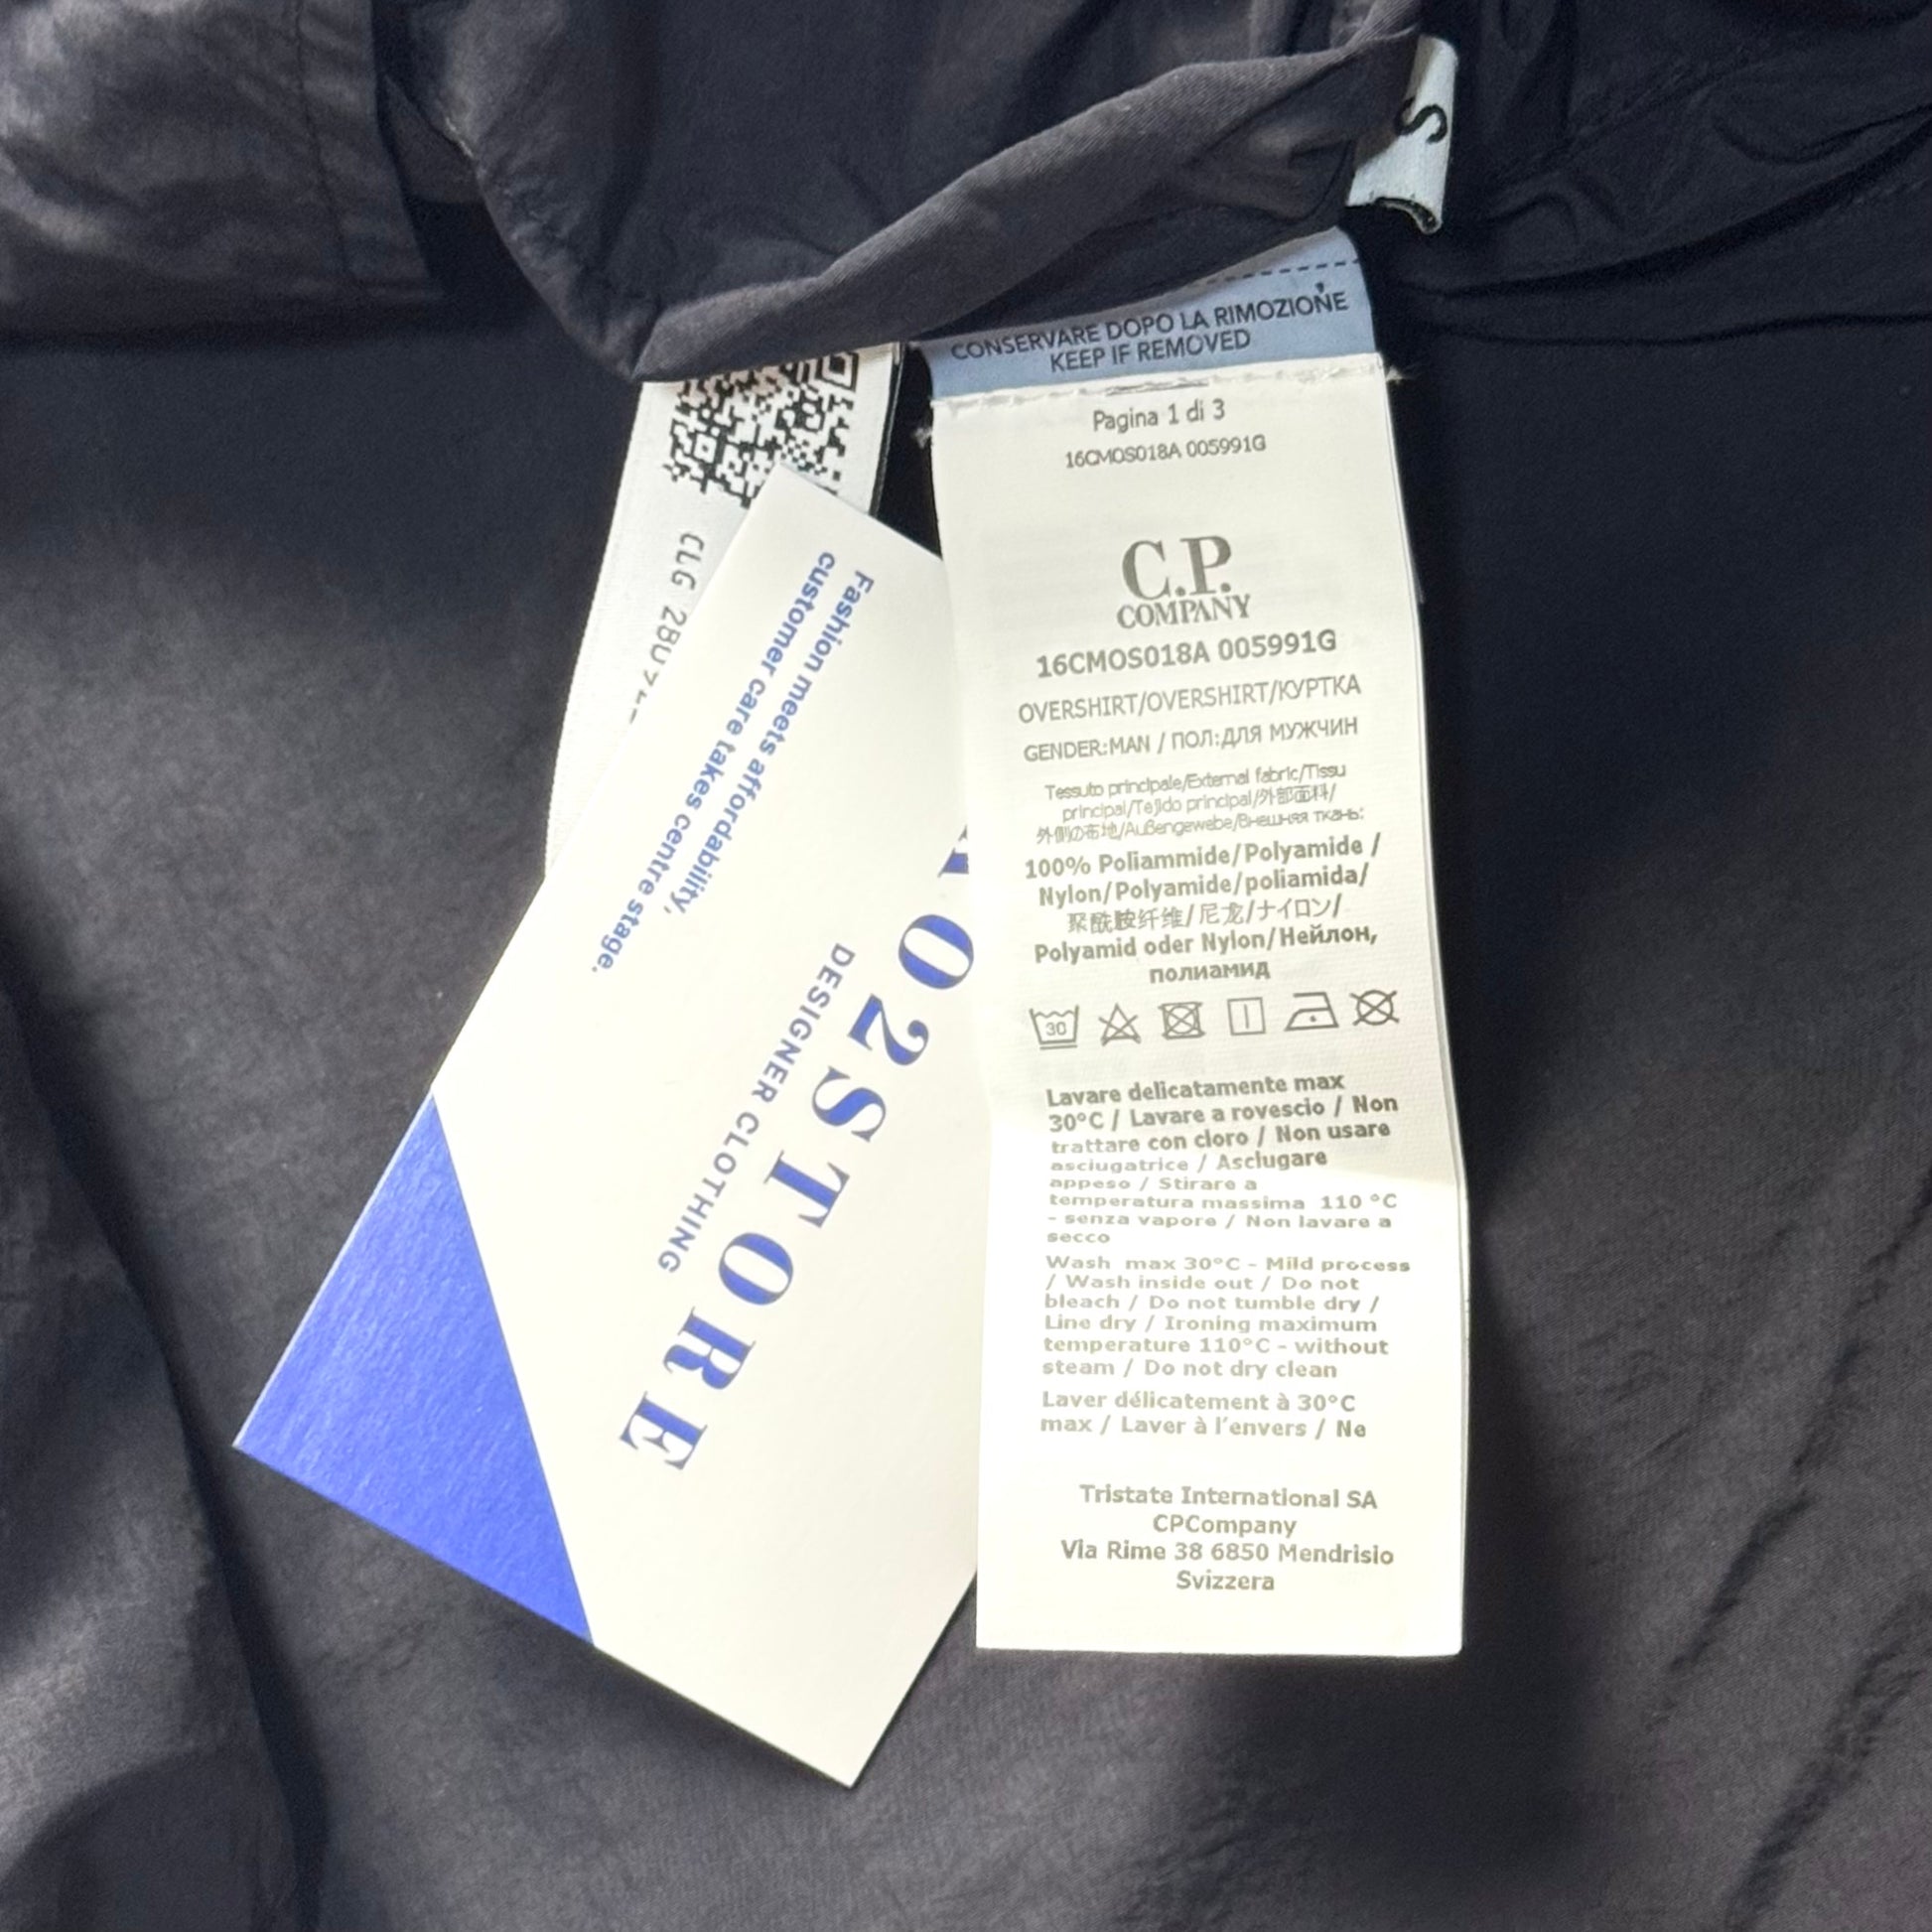 S
CONSERVARE DOPO LA RIMOZIONE
KEEP IF REMOVED
Pagina 1 di 3
16CMOS018A 005991G
C.P.
COMPANY
16CMOS018A 005991G
OVERSHIRT/OVERSHIRT/КУРТКА
GENDER:MAN / ПОЛ:ДЛЯ МУЖЧИН
Tessuto principale/External fabric/Tissu
principal/Tejido principal/外部面料/
外側の布地/Außengewebe/Внешняя ткань:
100% Poliammide/Polyamide /
Nylon/Polyamide/poliamida/
聚酰胺纤维/尼龙/ナイロン/
Polyamid oder Nylon/Нейлон,
полиамид
30
Lavare delicatamente max
30°C / Lavare a rovescio / Non
trattare con cloro / Non usare
asciugatrice / Asciugare
appeso / Stirare a
temperatura massima 110 °C
- senza vapore / Non lavare a
secco
Wash max 30°C - Mild process
/ Wash inside out / Do not
bleach / Do not tumble dry /
Line dry / Ironing maximum
temperature 110°C - without
steam / Do not dry clean
Laver délicatement à 30°C
max / Laver à l'envers / Ne
Tristate International SA
CPCompany
Via Rime 38 6850 Mendrisio
Svizzera
CLG
Fashion meets affordability,
customer care takes centre stage.
O2STORE
DESIGNER CLOTHING